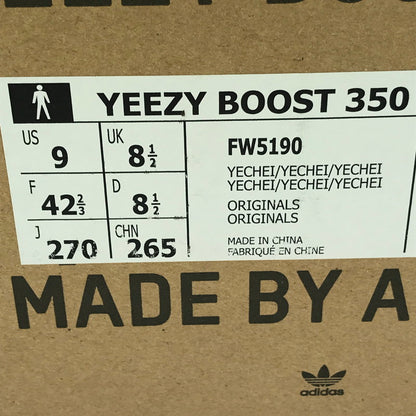 YEEZY BOOST 350
US 9 UK 8½
F 42⅔ D 8½
J 270 CHN 265
FW5190
YECHEI/YECHEI/YECHEI
YECHEI/YECHEI/YECHEI
ORIGINALS
ORIGINALS
MADE IN CHINA
FABRIQUÉ EN CHINE
MADE BY A
adidas